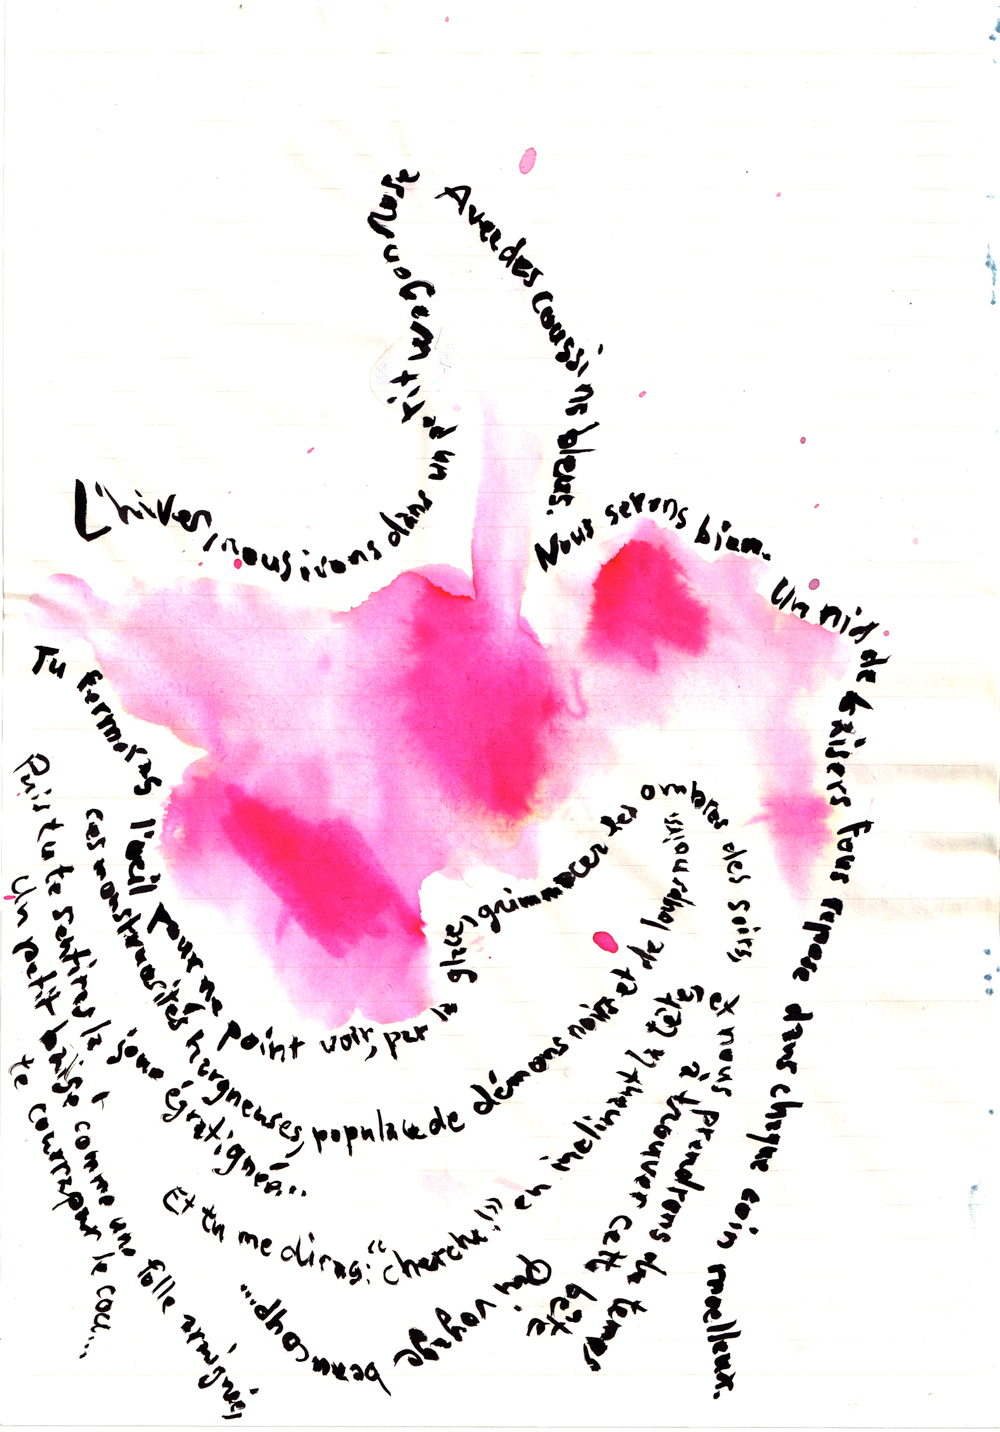 L'hiver, nous irons dans un petit wagon rose
Avec des coussins bleus.
Nous serons bien.
Un nid de baisers fous repose dans chaque coin moelleux.
Tu fermeras l'œil pour ne point voir, par la glace, grimmacer les ombres des soirs,
ces monstruosités hargneuses, populace de démons noirs et de loups noirs.
Puis tu te sentiras la joue égratignée...
Un petit baiser, comme une folle araignée,
te courra par le cou...
Et tu me diras: "cherche!" en inclinant la tête,
et nous prendrons du temps
à trouver cette bête
Qui voyage beaucoup...